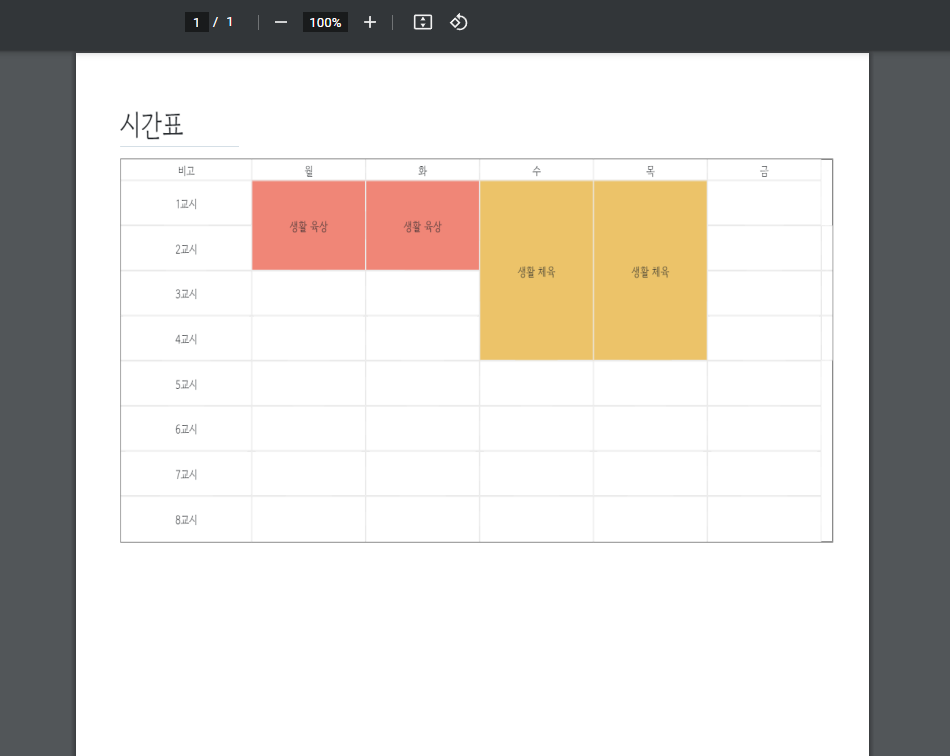 1 / 1 100%
시간표
비고 월 화 수 목 금
1교시
생활 육상 생활 육상
2교시
생활 체육 생활 체육
3교시
4교시
5교시
6교시
7교시
8교시